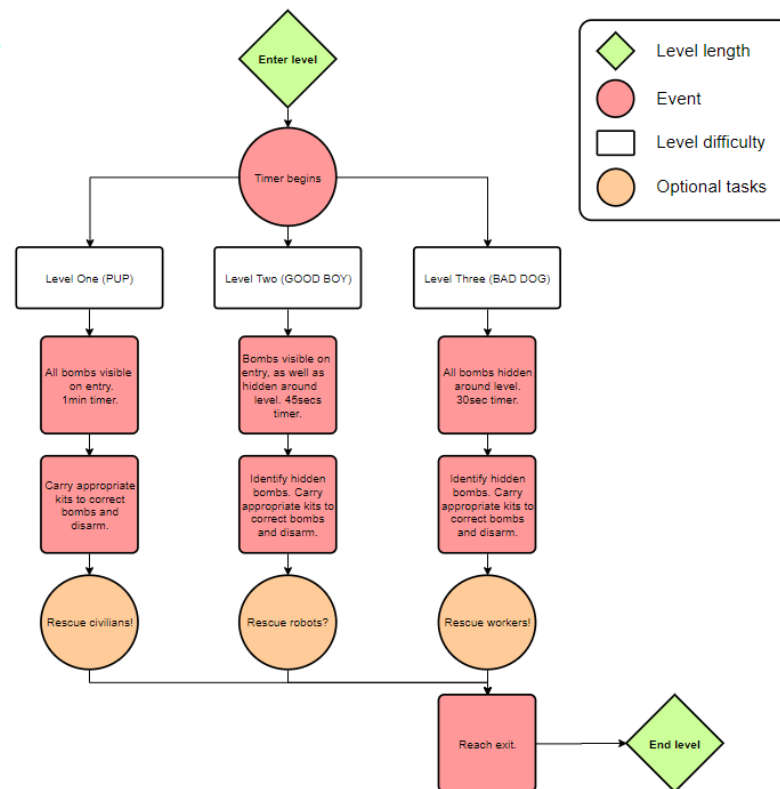 Enter level
Level length
Event
Level difficulty
Optional tasks
Timer begins
Level One (PUP)
Level Two (GOOD BOY)
Level Three (BAD DOG)
All bombs visible
on entry.
1min timer.
Bombs visible on
entry, as well as
hidden around
level. 45secs
timer.
All bombs hidden
around level.
30sec timer.
Carry appropriate
kits to correct
bombs and
disarm.
Identify hidden
bombs. Carry
appropriate kits to
correct bombs
and disarm.
Identify hidden
bombs. Carry
appropriate kits to
correct bombs
and disarm.
Rescue civilians!
Rescue robots?
Rescue workers!
Reach exit.
End level